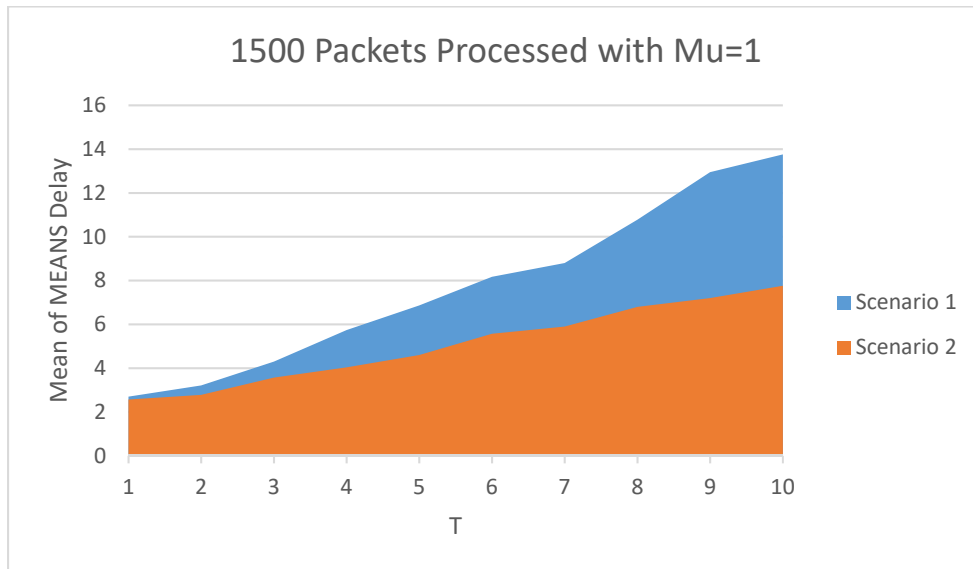 1500 Packets Processed with Mu=1
Mean of MEANS Delay
16
14
12
10
8
6
4
2
0
1 2 3 4 5 6 7 8 9 10
T
Scenario 1
Scenario 2